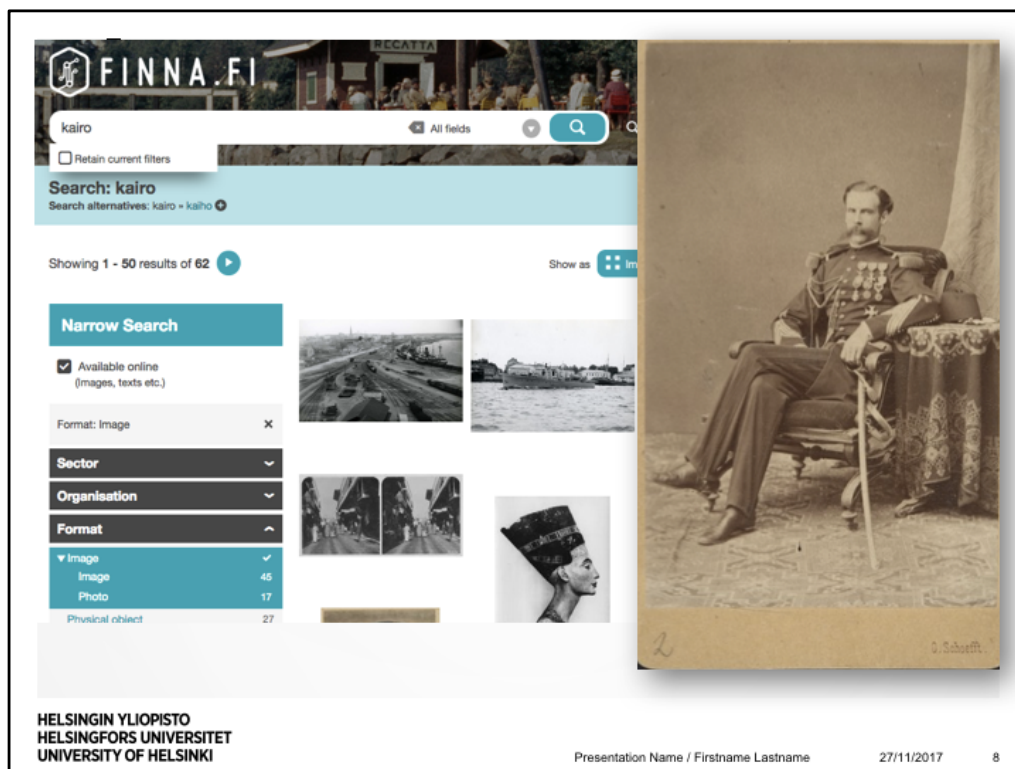 REGATTA
FINNA.FI
kairo
All fields
Retain current filters
Search: kairo
Search alternatives: kairo » kaiho
Showing 1 - 50 results of 62
Show as
Im
Narrow Search
Available online
(Images, texts etc.)
Format: Image
Sector
Organisation
Format
Image
Image 45
Photo 17
Physical object 27
2
O. Schoefft.
HELSINGIN YLIOPISTO
HELSINGFORS UNIVERSITET
UNIVERSITY OF HELSINKI
Presentation Name / Firstname Lastname
27/11/2017
8